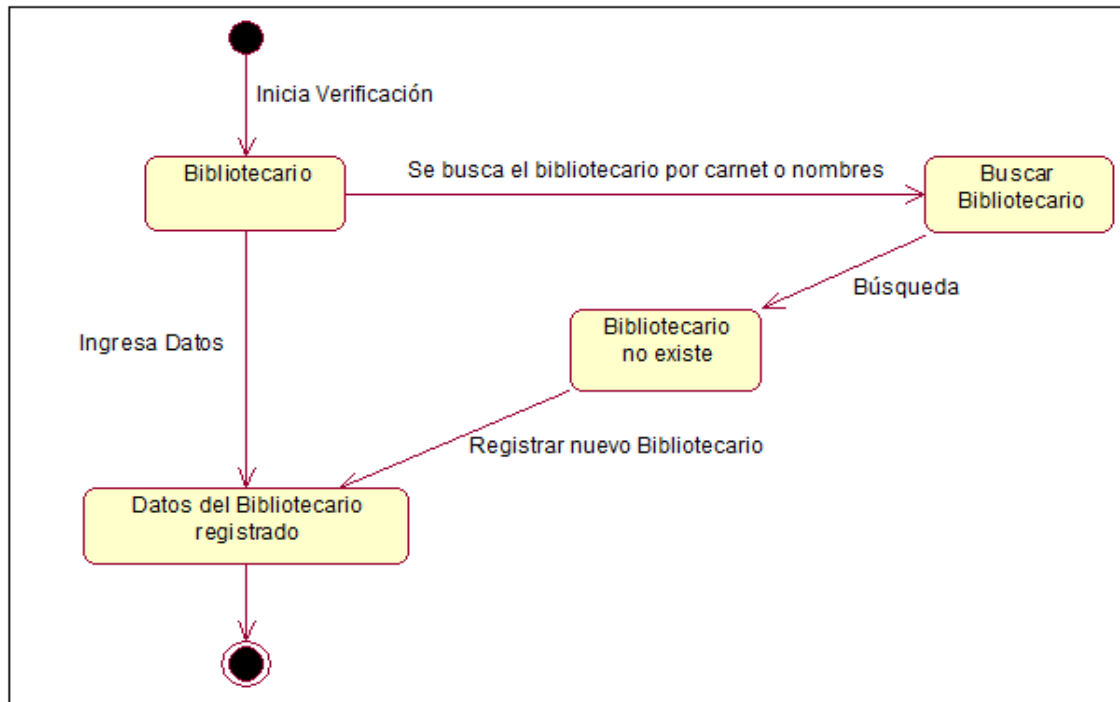 Inicia Verificación
Bibliotecario
Se busca el bibliotecario por carnet o nombres
Buscar
Bibliotecario
Búsqueda
Bibliotecario
no existe
Ingresa Datos
Registrar nuevo Bibliotecario
Datos del Bibliotecario
registrado